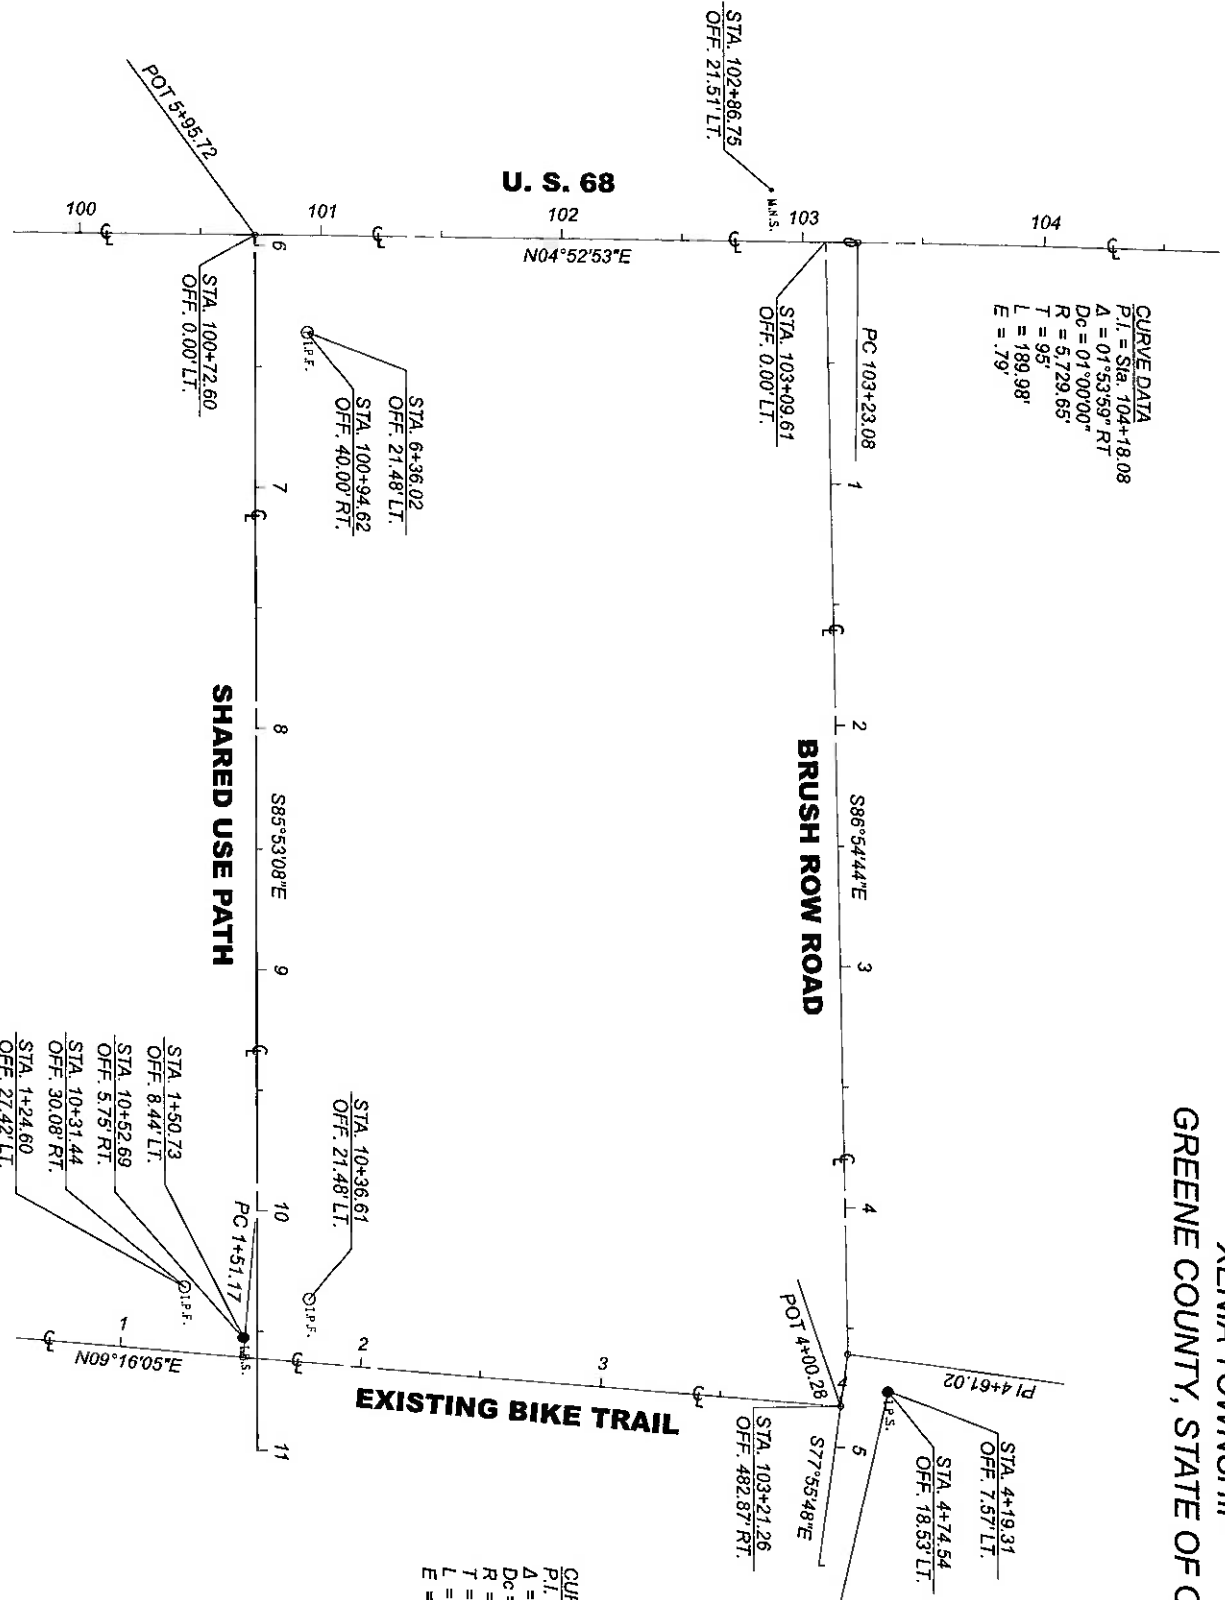 XENIA TOWNSHI
GREENE COUNTY, STATE OF O
CURVE DATA
P.I. = Sta. 104+18.08
Δ = 01°53'59" RT
Dc = 01°00'00"
R = 5,729.65'
T = 95'
L = 189.98'
E = .79'
U. S. 68
100
101
102
103
104
N04°52'53"E
STA. 102+86.75
OFF. 21.51' LT.
M.N.S.
POT 5+95.72
STA. 100+72.60
OFF. 0.00' LT.
STA. 103+09.61
OFF. 0.00' LT.
PC 103+23.08
I.P.F.
STA. 6+36.02
OFF. 21.48' LT.
STA. 100+94.62
OFF. 40.00' RT.
BRUSH ROW ROAD
1
2
3
4
5
S86°54'44"E
SHARED USE PATH
6
7
8
9
10
11
S85°53'08"E
STA. 10+36.61
OFF. 21.48' LT.
I.P.F.
STA. 1+50.73
OFF. 8.44' LT.
STA. 10+52.69
OFF. 5.75' RT.
STA. 10+31.44
OFF. 30.08' RT.
STA. 1+24.60
OFF. 27.42' LT.
I.P.F.
PC 1+51.17
I.P.S.
EXISTING BIKE TRAIL
1
2
3
4
N09°16'05"E
POT 4+00.28
PI 4+61.02
I.P.S.
STA. 4+19.31
OFF. 7.57' LT.
STA. 4+74.54
OFF. 18.53' LT.
S77°55'48"E
STA. 103+21.26
OFF. 482.87' RT.
CUR
P.I.
Δ =
Dc =
R =
T =
L =
E =